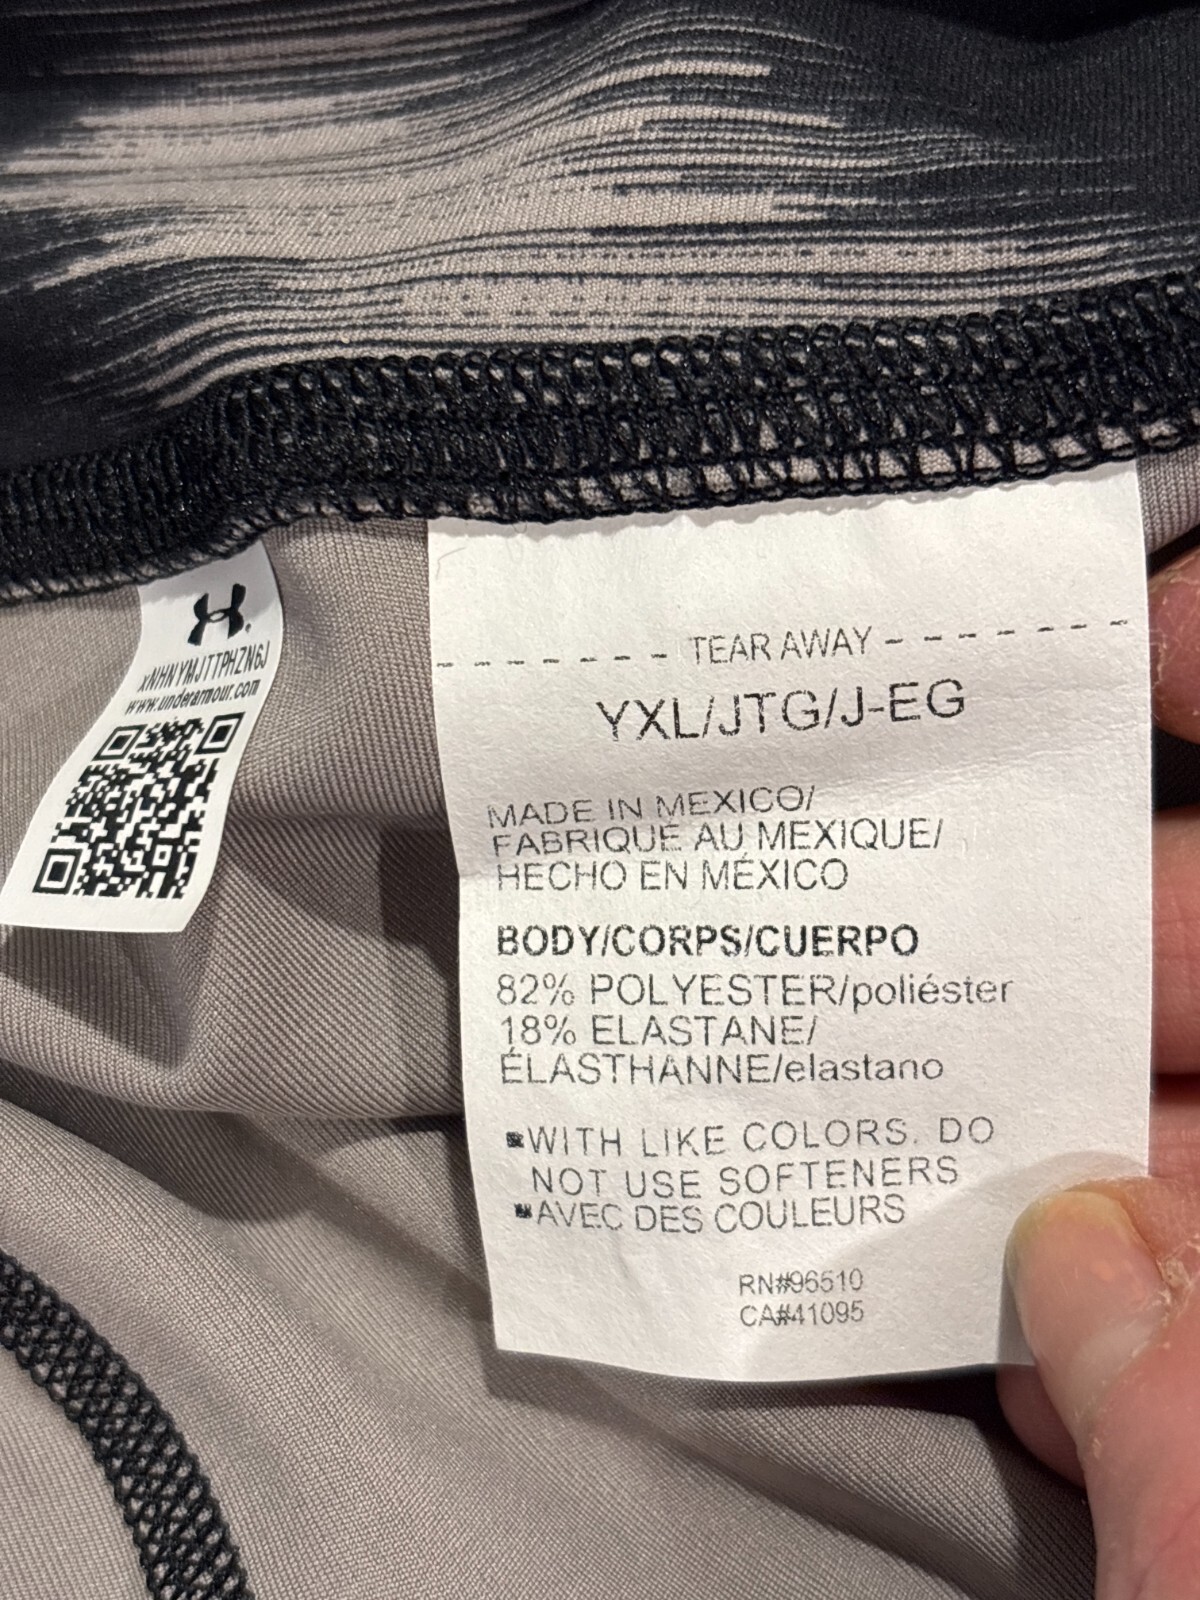 xNHNYMJTTPHZN6J
www.underarmour.com
TEAR AWAY
YXL/JTG/J-EG
MADE IN MEXICO/
FABRIQUÉ AU MEXIQUE/
HECHO EN MÉXICO
BODY/CORPS/CUERPO
82% POLYESTER/poliéster
18% ELASTANE/
ÉLASTHANNE/elastano
▪WITH LIKE COLORS. DO
NOT USE SOFTENERS
▪AVEC DES COULEURS
RN#96510
CA#41095